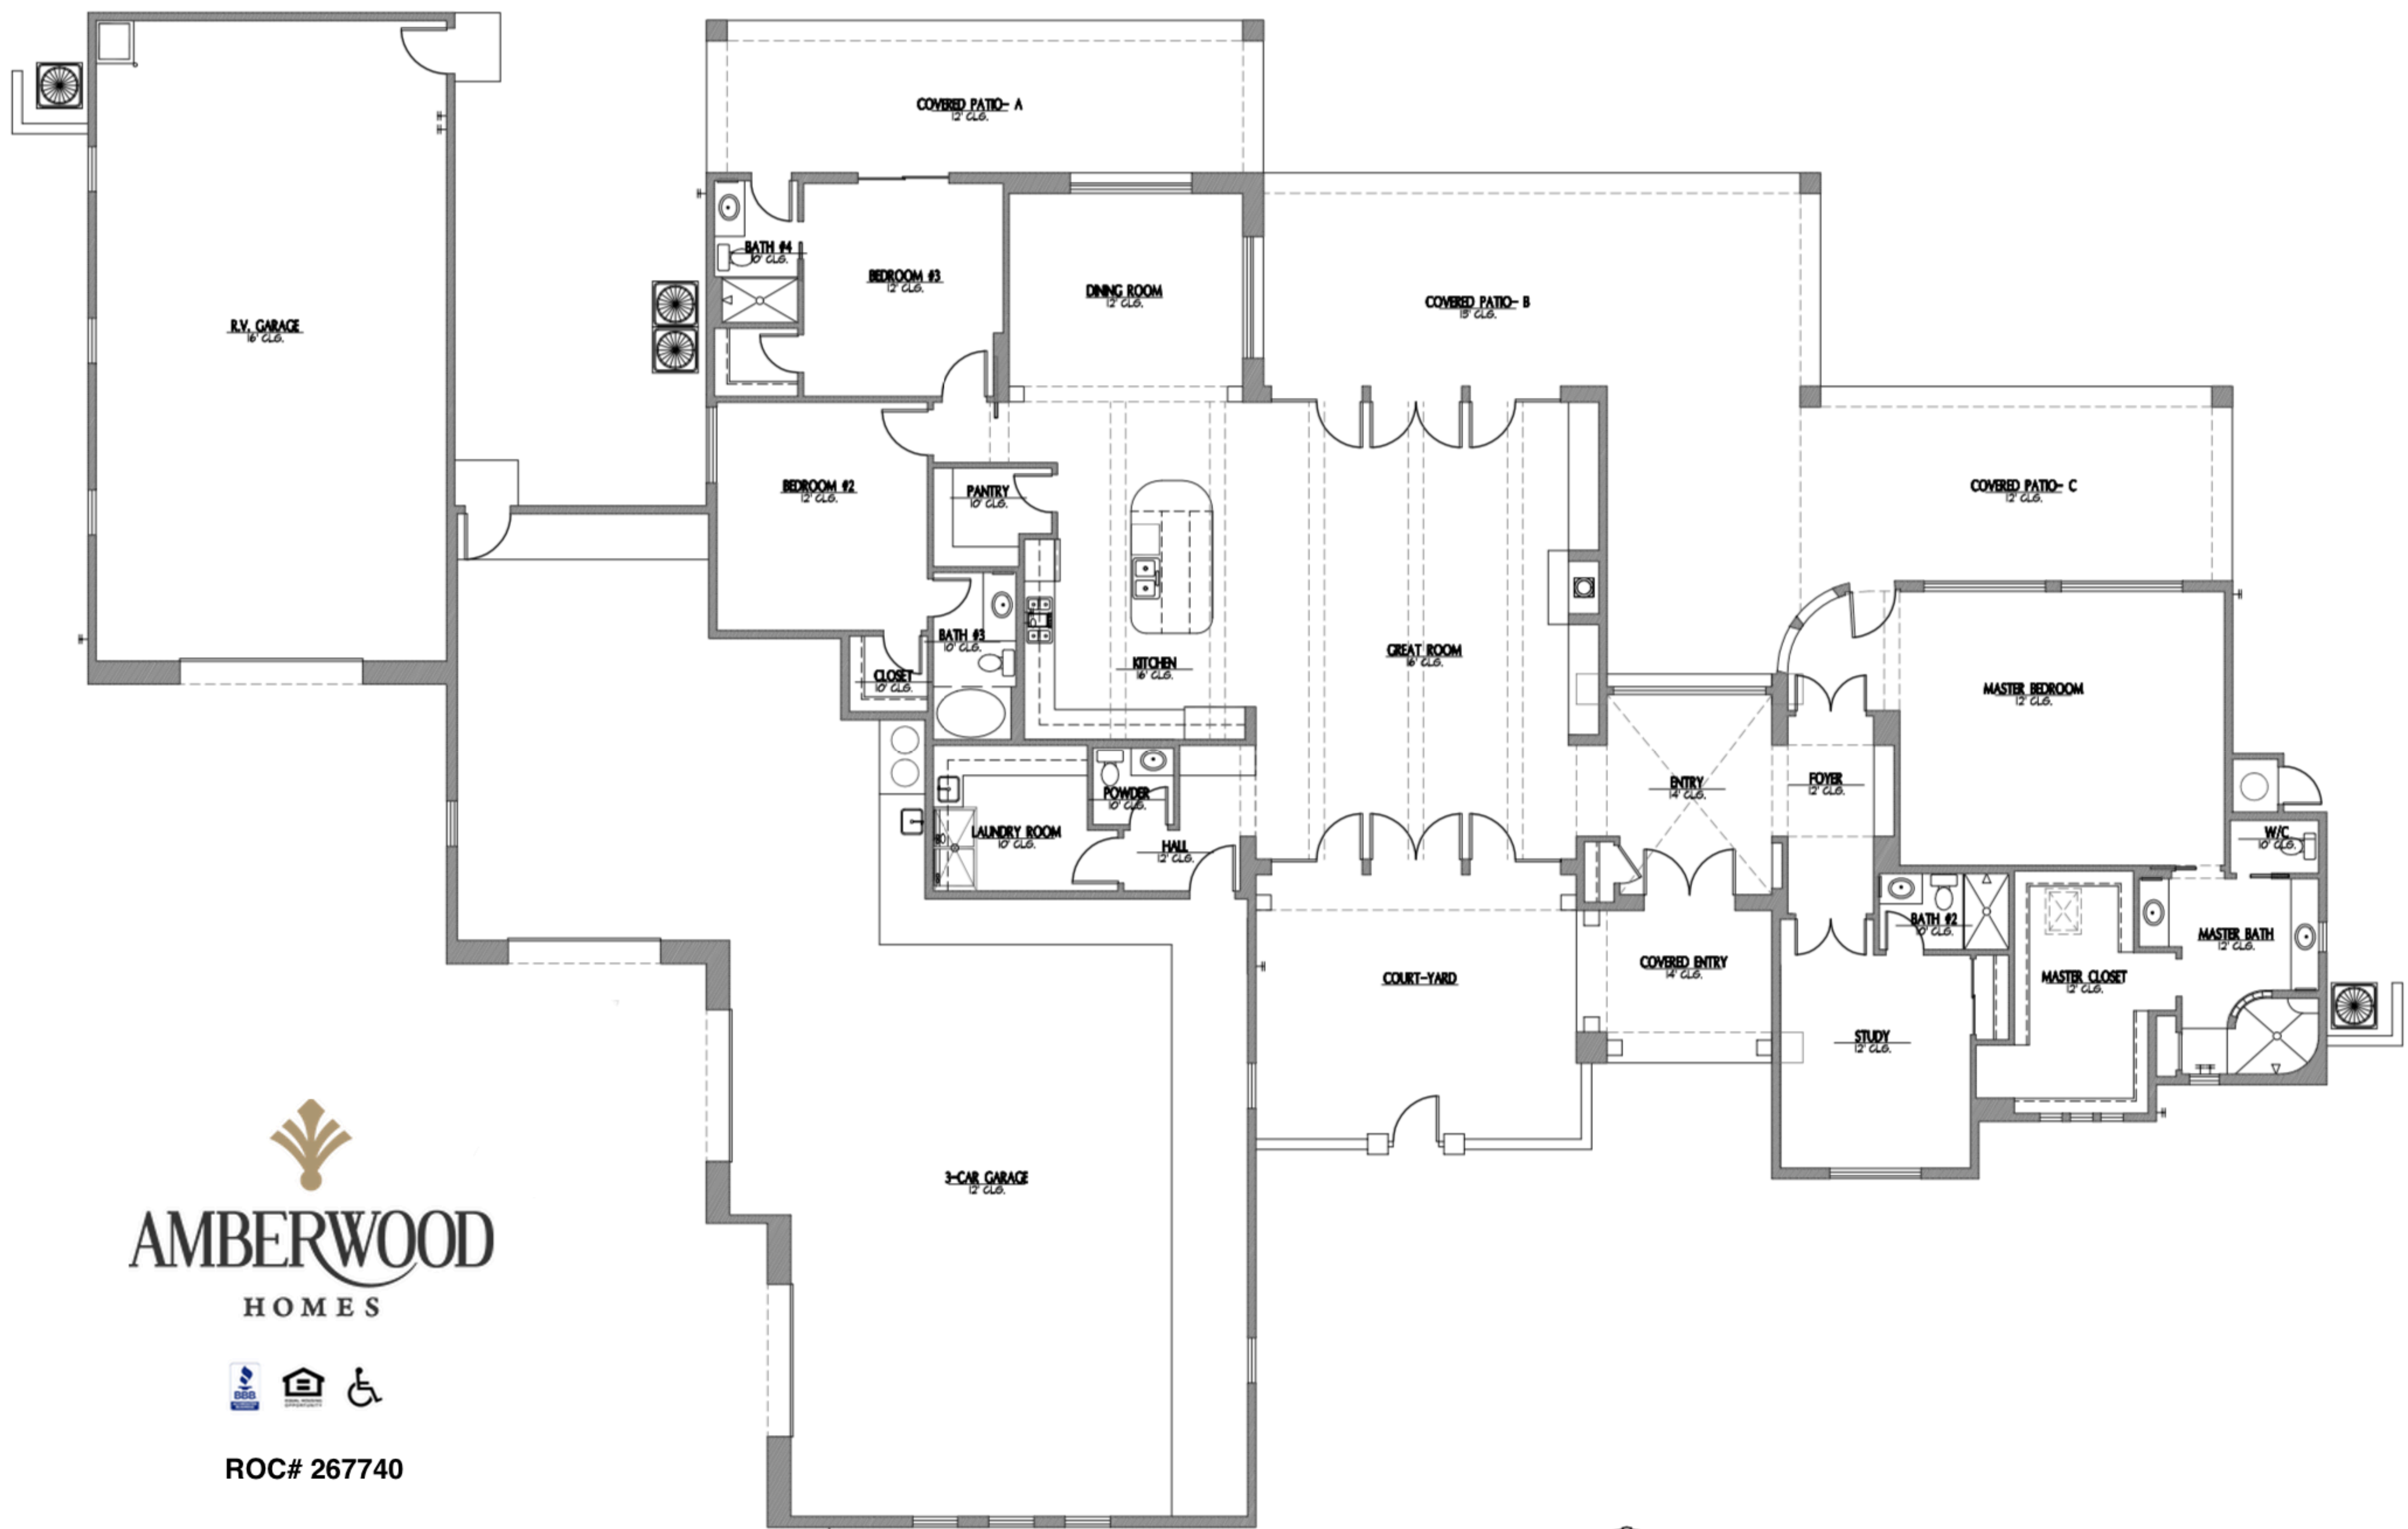 COVERED PATIO- A
12' CLG.
BATH #4
10' CLG.
BEDROOM #3
12' CLG.
DINING ROOM
12' CLG.
COVERED PATIO- B
13' CLG.
R.V. GARAGE
16' CLG.
BEDROOM #2
12' CLG.
PANTRY
10' CLG.
COVERED PATIO- C
12' CLG.
BATH #3
10' CLG.
CLOSET
10' CLG.
KITCHEN
16' CLG.
GREAT ROOM
16' CLG.
MASTER BEDROOM
12' CLG.
ENTRY
14' CLG.
FOYER
12' CLG.
POWDER
10' CLG.
LAUNDRY ROOM
10' CLG.
HALL
12' CLG.
W/C
10' CLG.
BATH #2
10' CLG.
MASTER BATH
12' CLG.
COVERED ENTRY
14' CLG.
COURT-YARD
MASTER CLOSET
12' CLG.
STUDY
12' CLG.
3-CAR GARAGE
12' CLG.
AMBERWOOD
HOMES
BBB
ROC# 267740